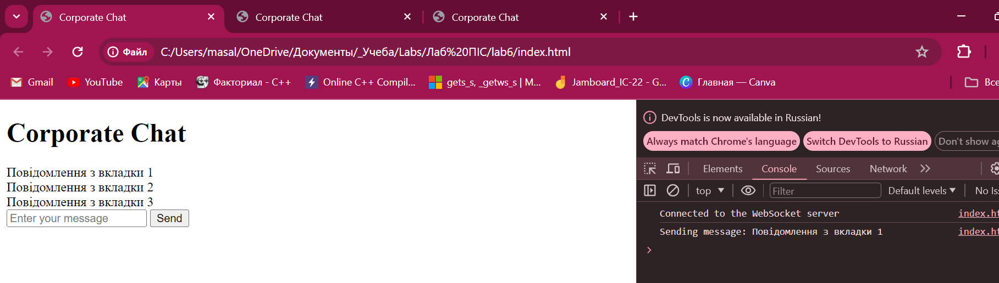 Corporate Chat
Corporate Chat
Corporate Chat
Файл C:/Users/masal/OneDrive/Документы/_Учеба/Labs/Лаб%20ПІС/lab6/index.html
Gmail YouTube Карты Факториал - C++ Online C++ Compil... gets_s, _getws_s | M... Jamboard_IC-22 - G... Главная — Canva Все
Corporate Chat
Повідомлення з вкладки 1
Повідомлення з вкладки 2
Повідомлення з вкладки 3
Enter your message Send
DevTools is now available in Russian!
Always match Chrome's language Switch DevTools to Russian Don't show
Elements Console Sources Network
top Filter Default levels No
Connected to the WebSocket server index.
Sending message: Повідомлення з вкладки 1 index.